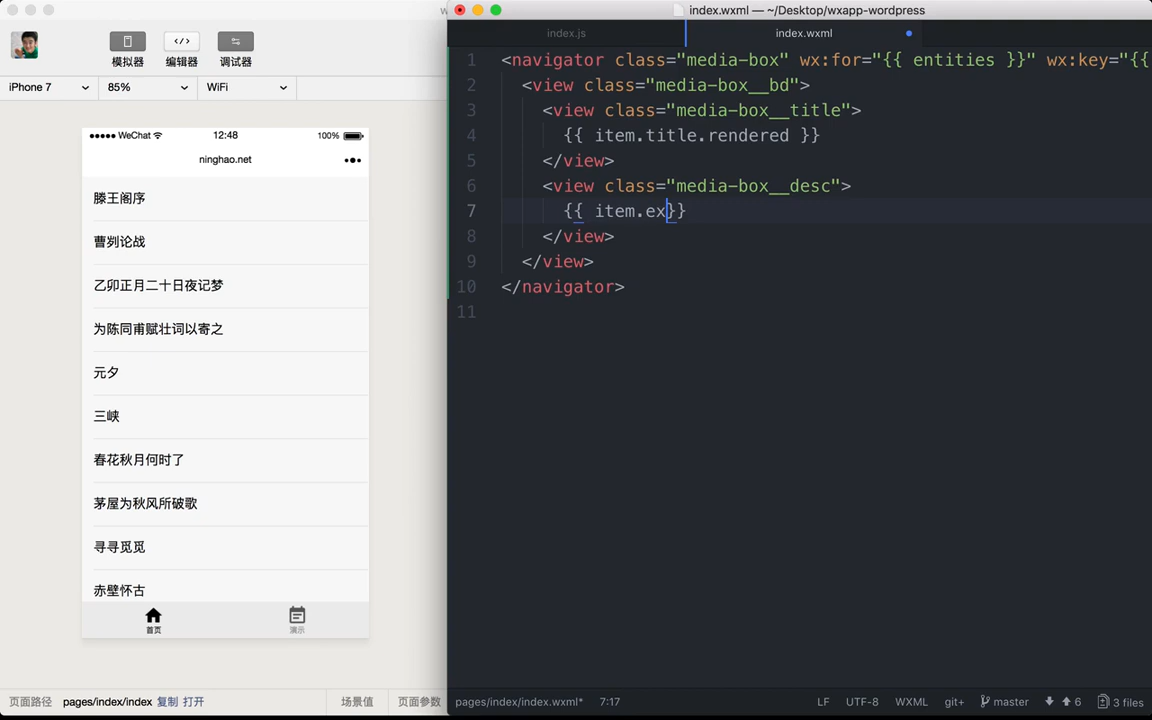 w
模拟器
编辑器
调试器
iPhone 7
85%
WiFi
WeChat
12:48
100%
ninghao.net
滕王阁序
曹刿论战
乙卯正月二十日夜记梦
为陈同甫赋壮词以寄之
元夕
三峡
春花秋月何时了
茅屋为秋风所破歌
寻寻觅觅
赤壁怀古
首页
演示
页面路径 pages/index/index 复制 打开
场景值
页面参数
index.wxml — ~/Desktop/wxapp-wordpress
index.js
index.wxml
1 <navigator class="media-box" wx:for="{{ entities }}" wx:key="{{
2 <view class="media-box__bd">
3 <view class="media-box__title">
4 {{ item.title.rendered }}
5 </view>
6 <view class="media-box__desc">
7 {{ item.ex}}
8 </view>
9 </view>
10 </navigator>
11
pages/index/index.wxml* 7:17
LF UTF-8 WXML git+ master 6 3 files